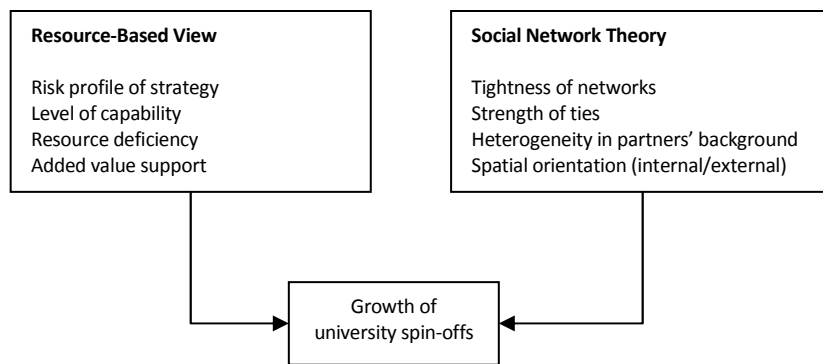 Resource-Based View
Risk profile of strategy
Level of capability
Resource deficiency
Added value support
Social Network Theory
Tightness of networks
Strength of ties
Heterogeneity in partners’ background
Spatial orientation (internal/external)
Growth of
university spin-offs